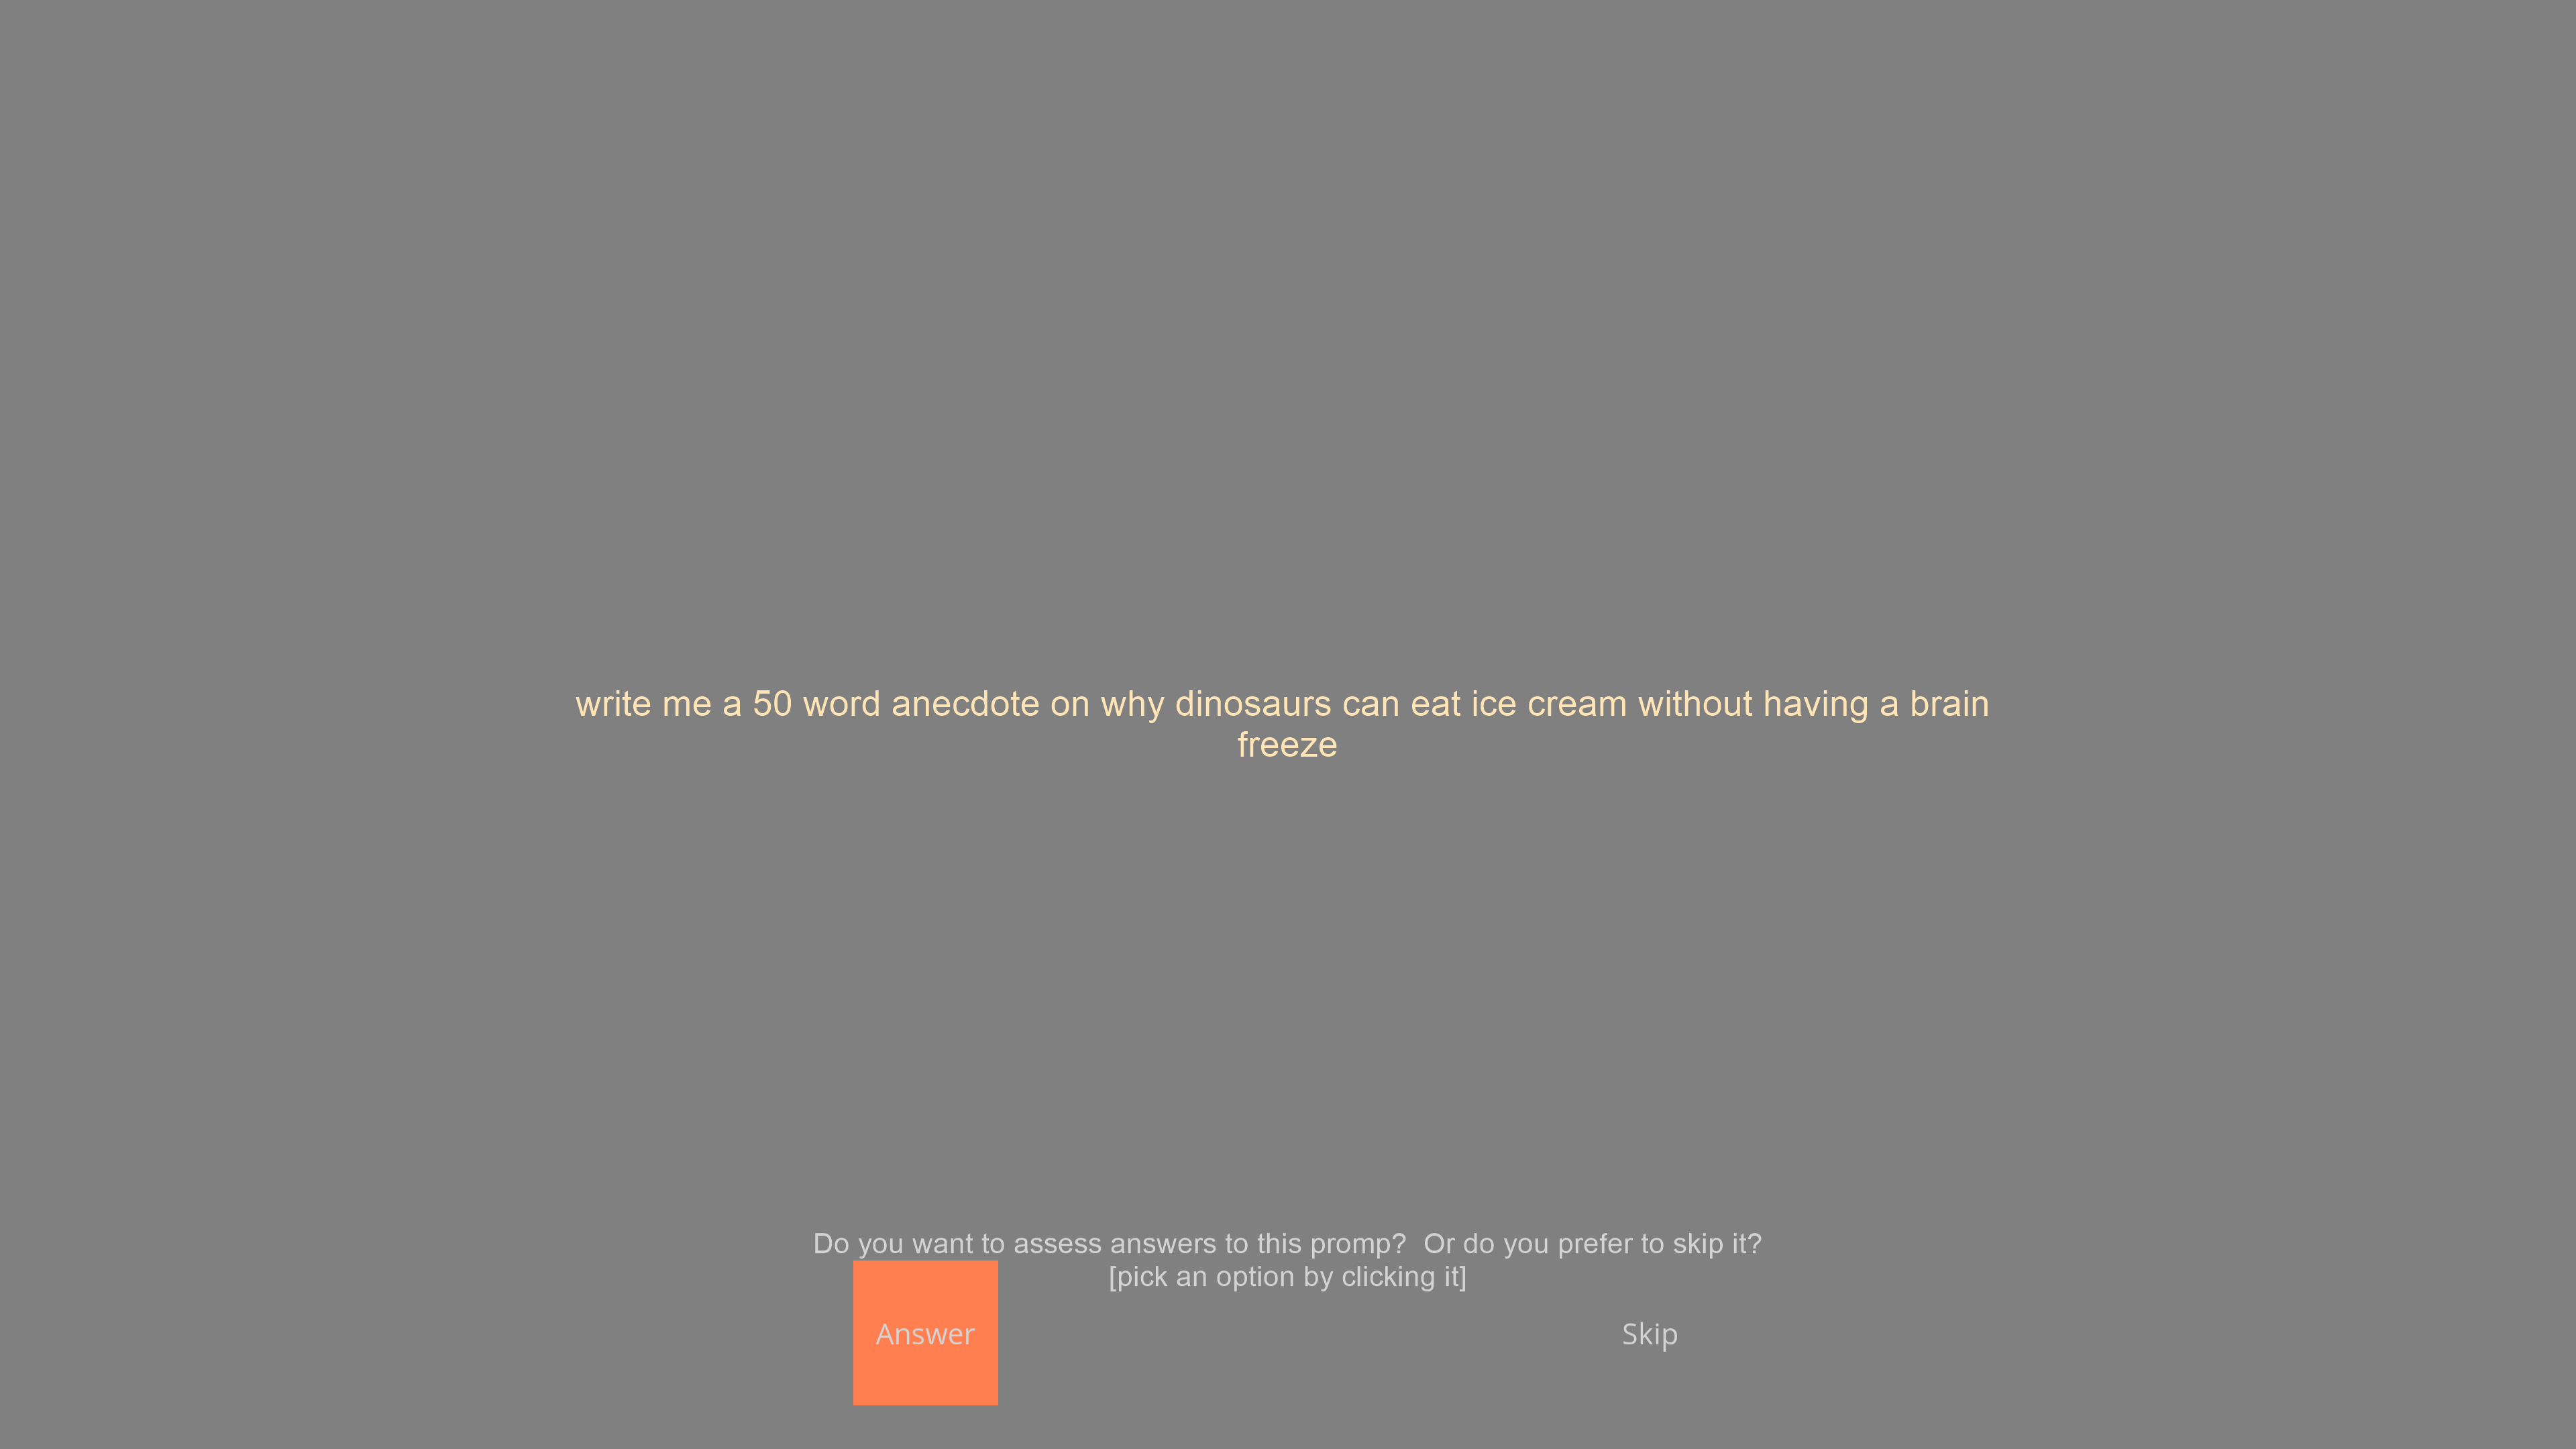 write me a 50 word anecdote on why dinosaurs can eat ice cream without having a brain
freeze
Do you want to assess answers to this promp?  Or do you prefer to skip it?
[pick an option by clicking it]
Answer
Skip